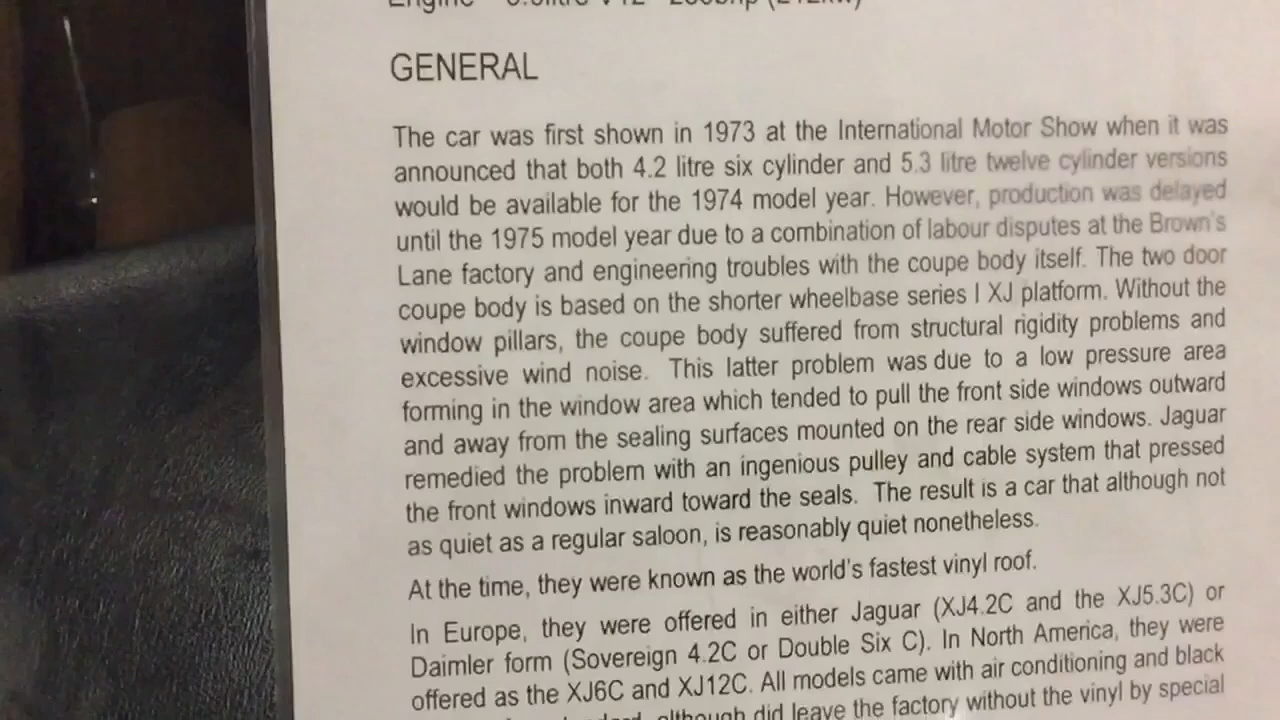 GENERAL
The car was first shown in 1973 at the International Motor Show when it was
announced that both 4.2 litre six cylinder and 5.3 litre twelve cylinder versions
would be available for the 1974 model year. However, production was delayed
until the 1975 model year due to a combination of labour disputes at the Brown's
Lane factory and engineering troubles with the coupe body itself. The two door
coupe body is based on the shorter wheelbase series I XJ platform. Without the
window pillars, the coupe body suffered from structural rigidity problems and
excessive wind noise. This latter problem was due to a low pressure area
forming in the window area which tended to pull the front side windows outward
and away from the sealing surfaces mounted on the rear side windows. Jaguar
remedied the problem with an ingenious pulley and cable system that pressed
the front windows inward toward the seals. The result is a car that although not
as quiet as a regular saloon, is reasonably quiet nonetheless.
At the time, they were known as the world's fastest vinyl roof.
In Europe, they were offered in either Jaguar (XJ4.2C and the XJ5.3C) or
Daimler form (Sovereign 4.2C or Double Six C). In North America, they were
offered as the XJ6C and XJ12C. All models came with air conditioning and black
although did leave the factory without the vinyl by special